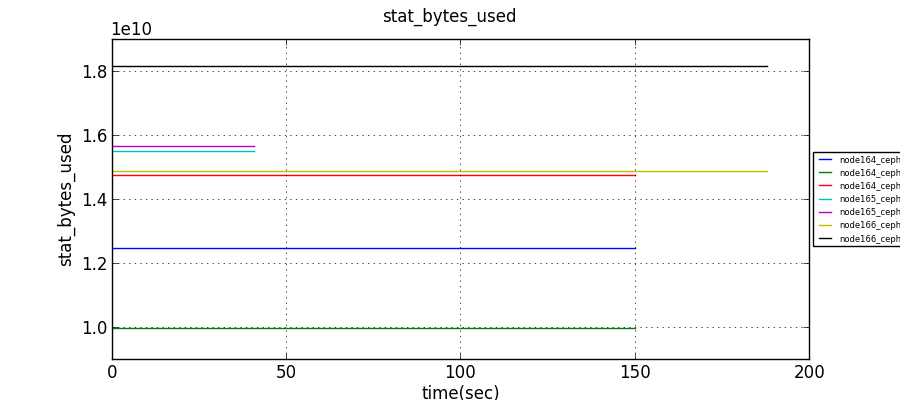 stat_bytes_used
1e10
1.8
1.6
1.4
1.2
1.0
stat_bytes_used
0 50 100 150 200
time(sec)
node164_ceph
node164_ceph
node164_ceph
node165_ceph
node165_ceph
node166_ceph
node166_ceph